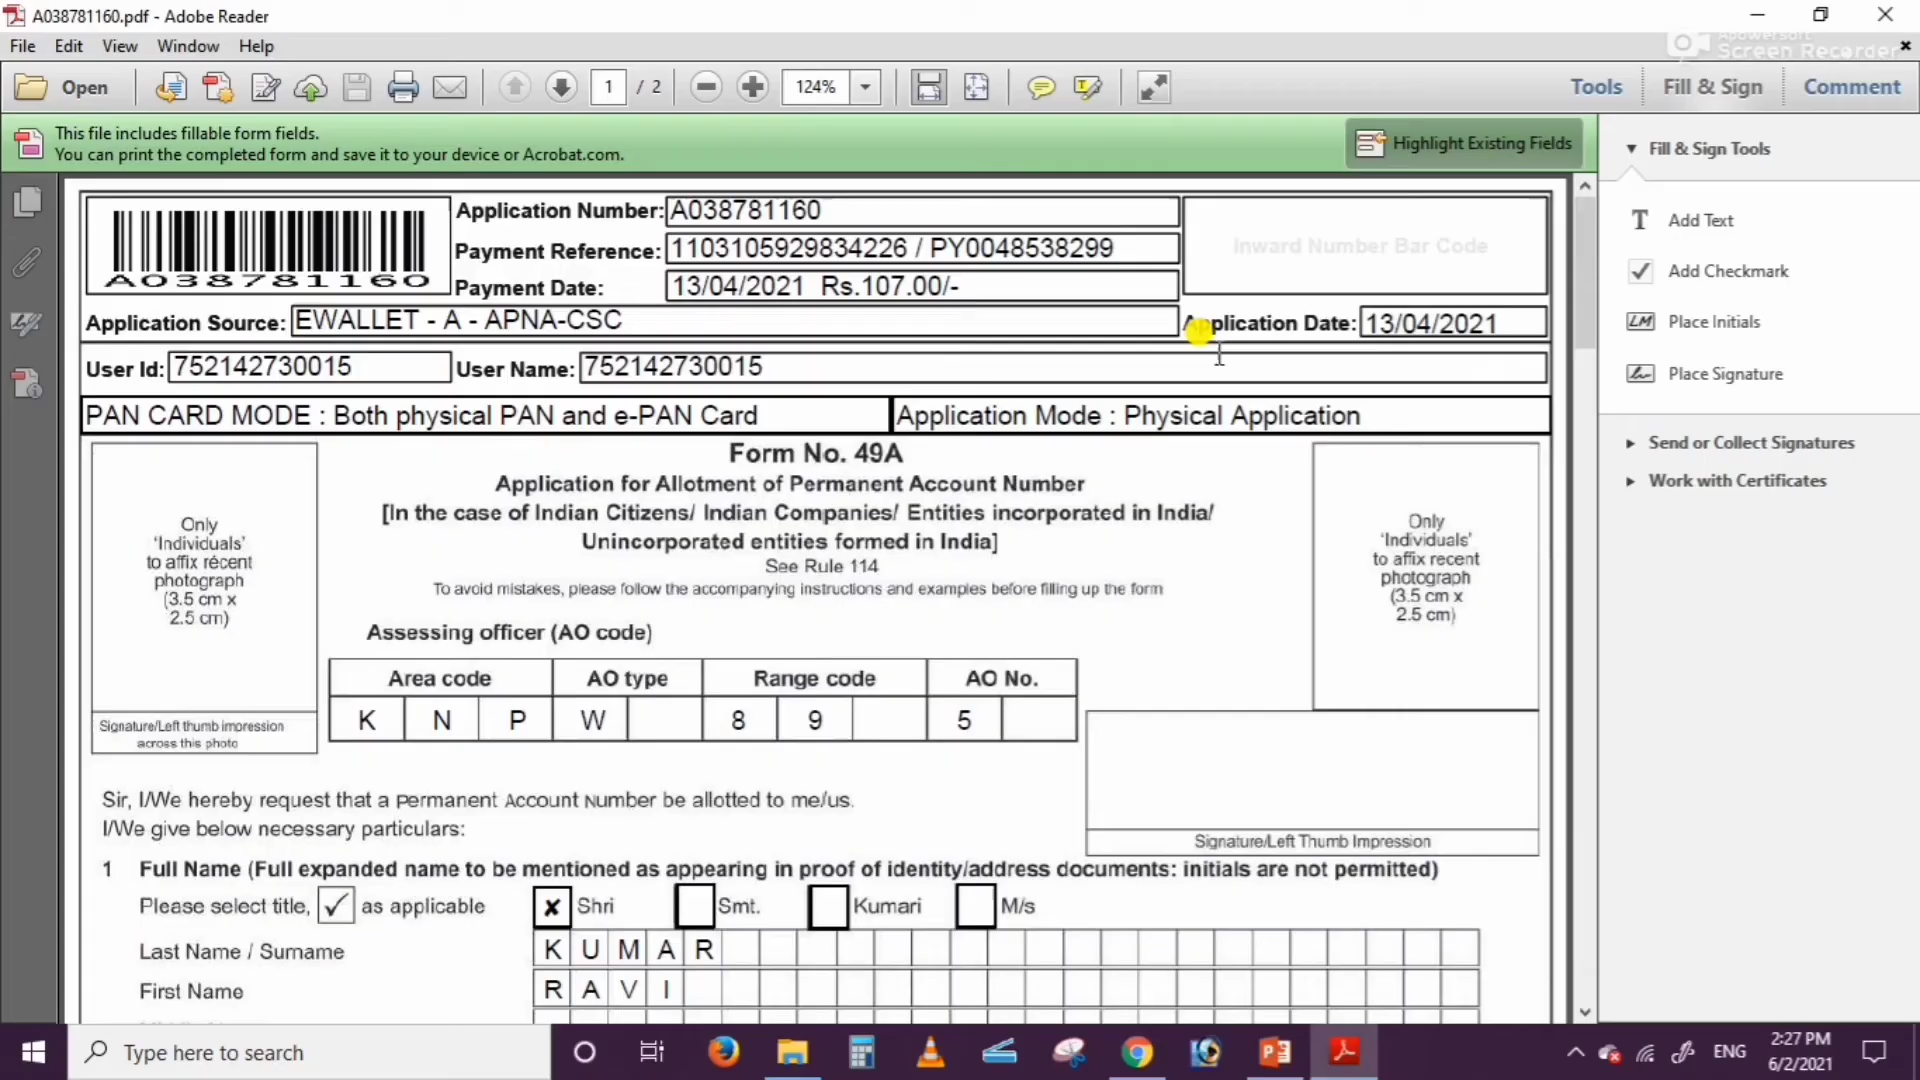 A038781160.pdf - Adobe Reader
File Edit View Window Help
Apowersoft
Screen Recorder
Open 1 / 2 124% Tools Fill & Sign Comment
This file includes fillable form fields.
You can print the completed form and save it to your device or Acrobat.com.
Highlight Existing Fields
Fill & Sign Tools
T Add Text
Add Checkmark
LM Place Initials
Place Signature
Send or Collect Signatures
Work with Certificates
A038781160
Application Number: A038781160
Payment Reference: 1103105929834226 / PY0048538299
Payment Date: 13/04/2021 Rs.107.00/-
Inward Number Bar Code
Application Source: EWALLET - A - APNA-CSC Application Date: 13/04/2021
User Id: 752142730015 User Name: 752142730015
PAN CARD MODE : Both physical PAN and e-PAN Card Application Mode : Physical Application
Form No. 49A
Application for Allotment of Permanent Account Number
[In the case of Indian Citizens/ Indian Companies/ Entities incorporated in India/
Unincorporated entities formed in India]
See Rule 114
To avoid mistakes, please follow the accompanying instructions and examples before filling up the form
Only
'Individuals'
to affix recent
photograph
(3.5 cm x
2.5 cm)
Signature/Left thumb impression
across this photo
Only
'Individuals'
to affix recent
photograph
(3.5 cm x
2.5 cm)
Assessing officer (AO code)
Area code AO type Range code AO No.
K N P W 8 9 5
Signature/Left Thumb Impression
Sir, I/We hereby request that a Permanent Account Number be allotted to me/us.
I/We give below necessary particulars:
1 Full Name (Full expanded name to be mentioned as appearing in proof of identity/address documents: initials are not permitted)
Please select title, ✓ as applicable ✘ Shri Smt. Kumari M/s
Last Name / Surname K U M A R
First Name R A V I
Type here to search
ENG
2:27 PM
6/2/2021